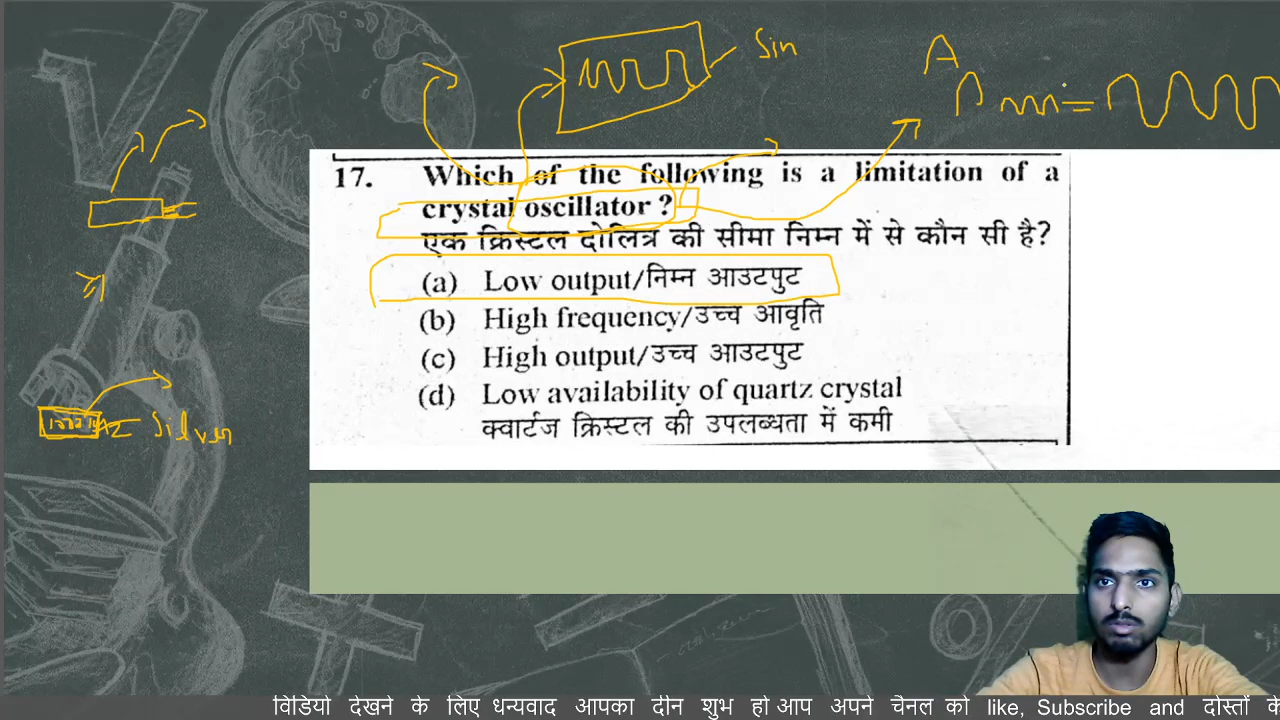 Sin
A
17. Which of the following is a limitation of a
crystal oscillator ?
एक क्रिस्टल दोलित्र की सीमा निम्न में से कौन सी है?
(a) Low output/निम्न आउटपुट
(b) High frequency/उच्च आवृति
(c) High output/उच्च आउटपुट
(d) Low availability of quartz crystal
क्वार्टज क्रिस्टल की उपलब्धता में कमी
Silver
विडियो देखने के लिए धन्यवाद आपका दीन शुभ हो आप अपने चैनल को like, Subscribe and दोस्तों के